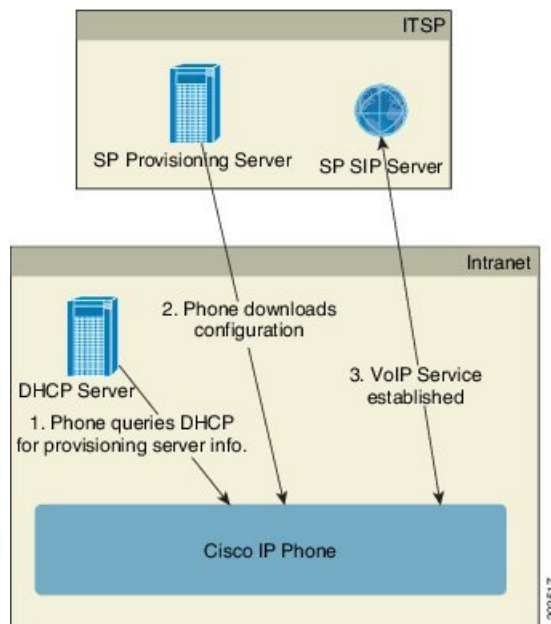 ITSP
SP Provisioning Server
SP SIP Server
Intranet
2. Phone downloads
configuration
DHCP Server
3. VoIP Service
established
1. Phone queries DHCP
for provisioning server info.
Cisco IP Phone